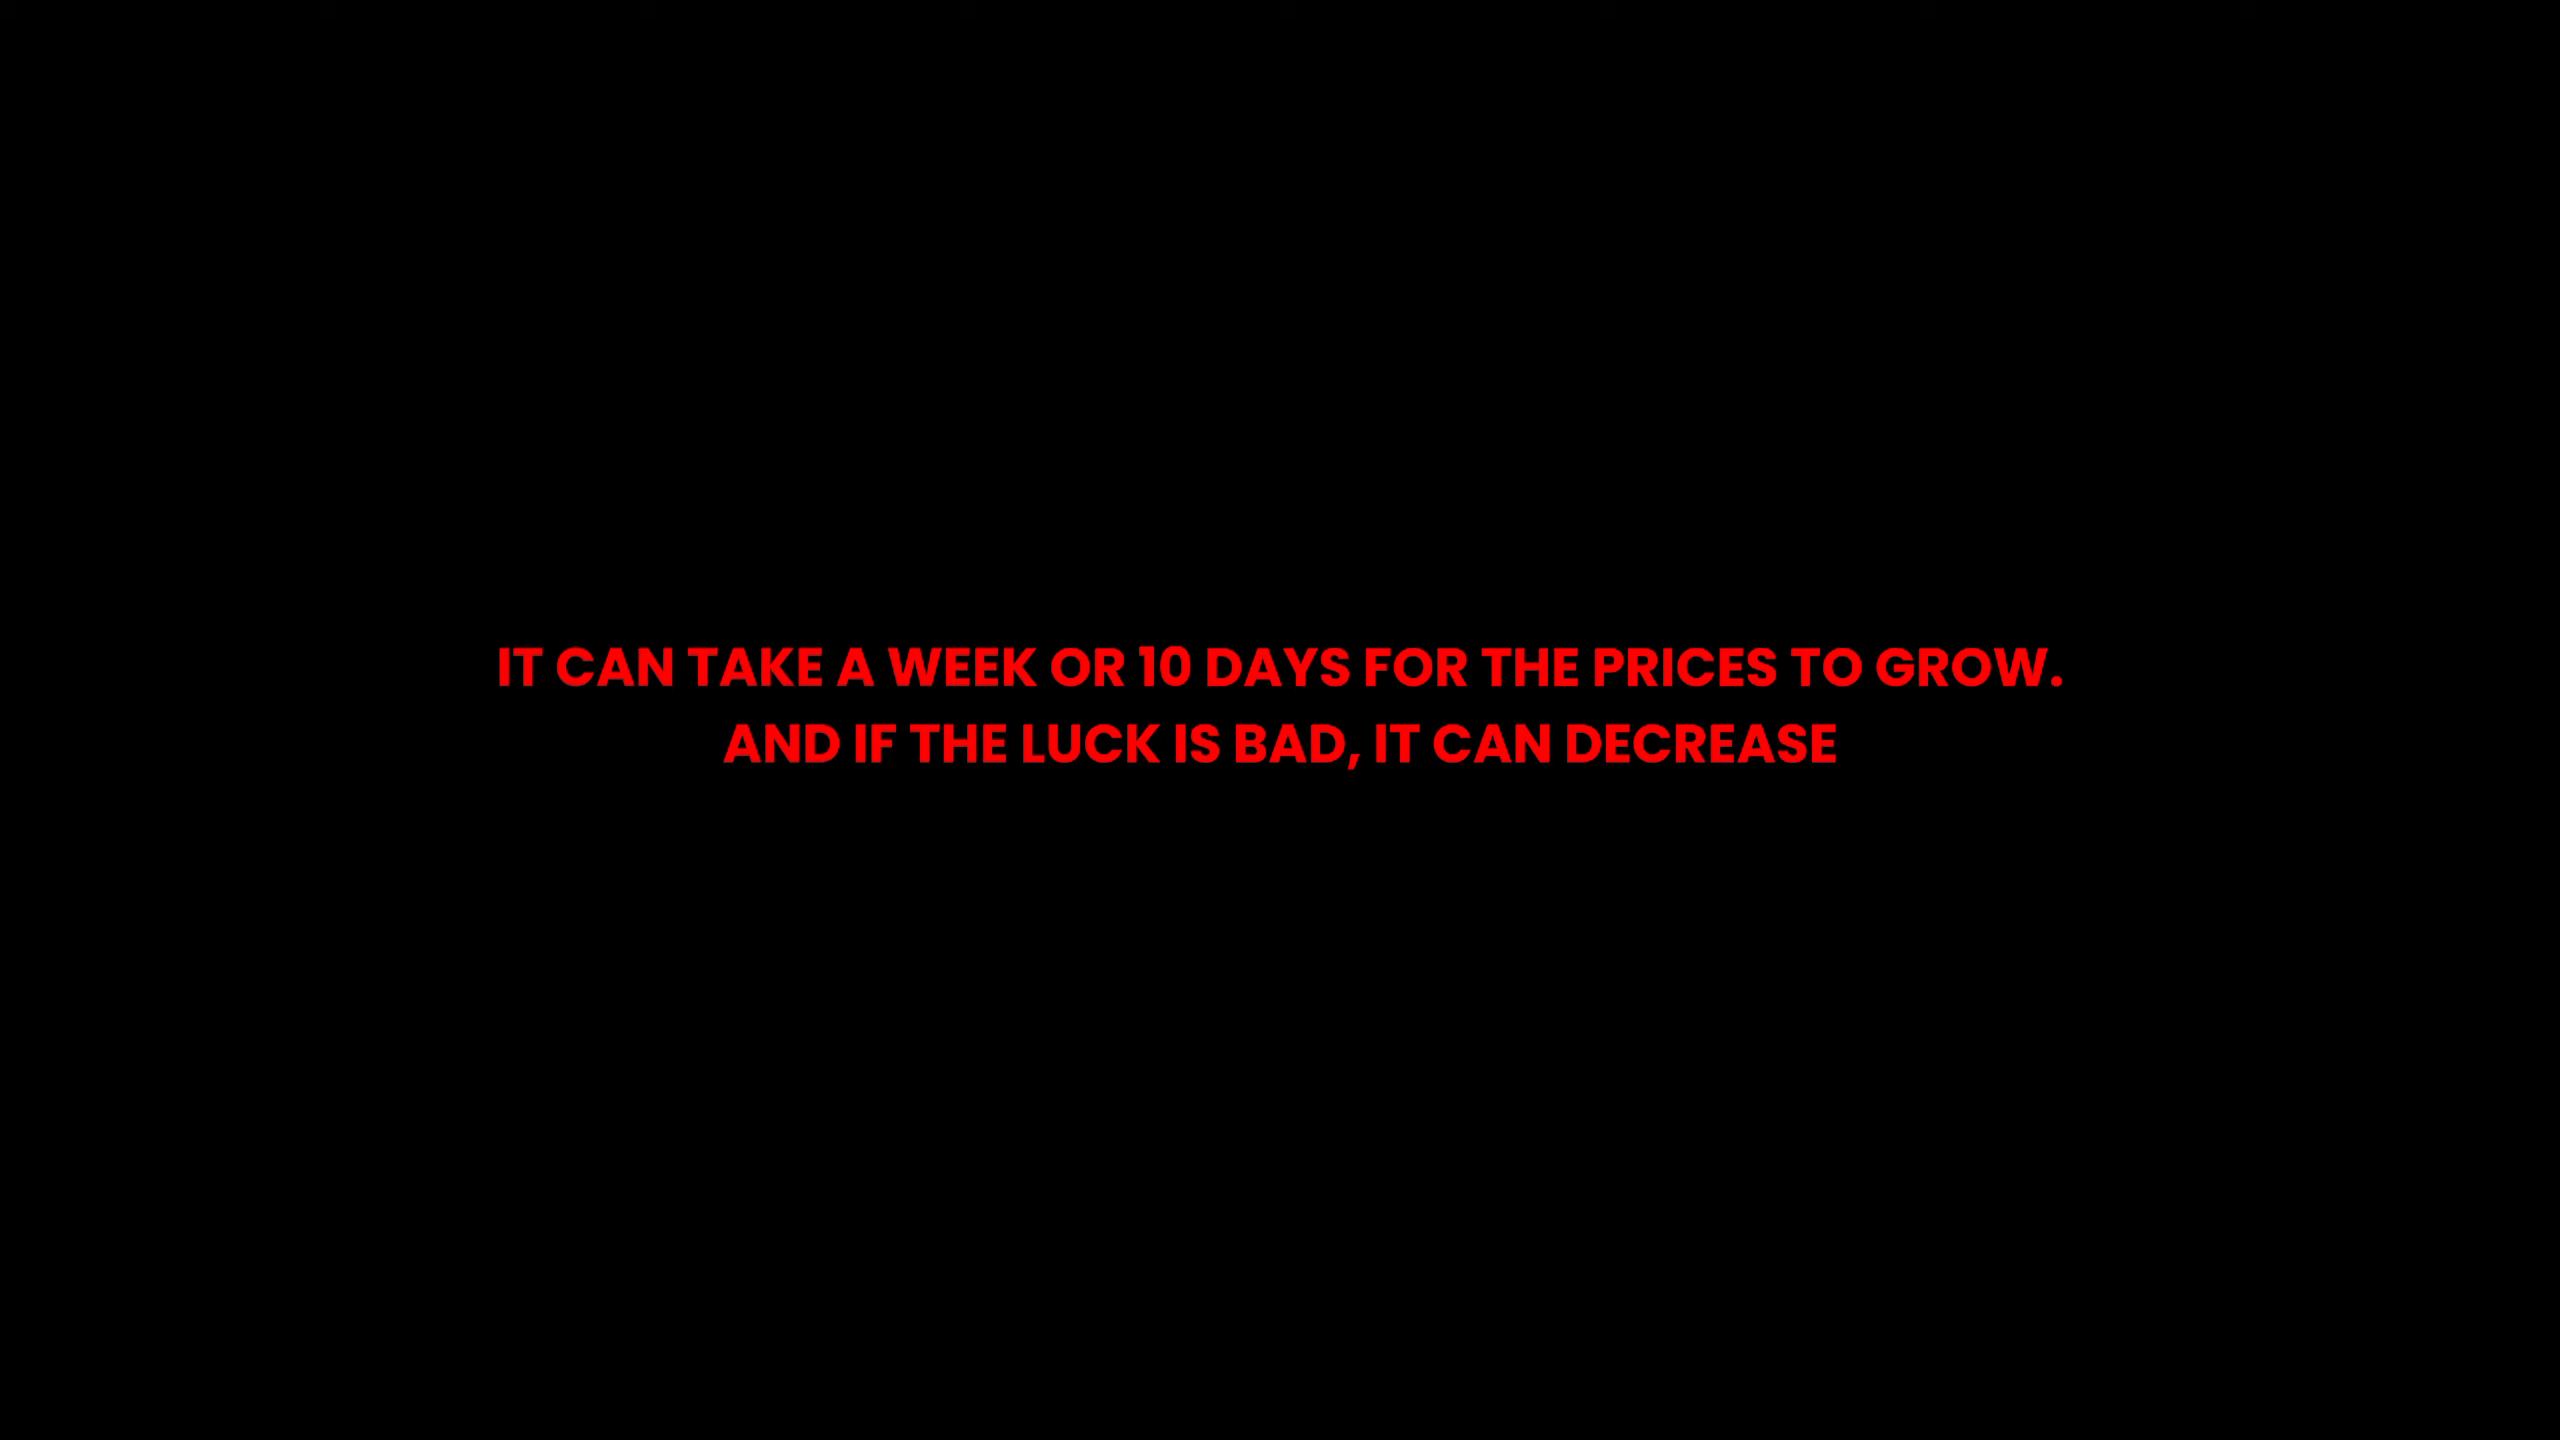 IT CAN TAKE A WEEK OR 10 DAYS FOR THE PRICES TO GROW.
AND IF THE LUCK IS BAD, IT CAN DECREASE